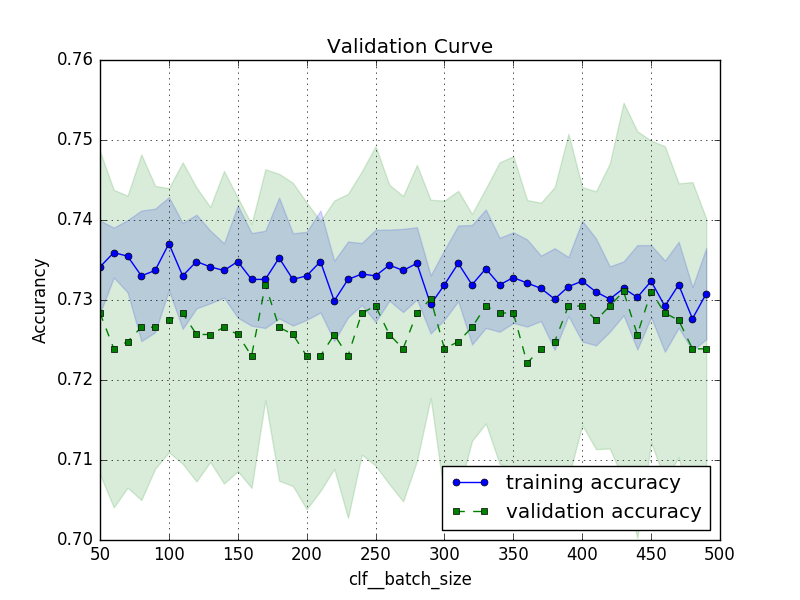 Validation Curve
Accurancy
0.76
0.75
0.74
0.73
0.72
0.71
0.70
50 100 150 200 250 300 350 400 450 500
clf__batch_size
training accuracy
validation accuracy